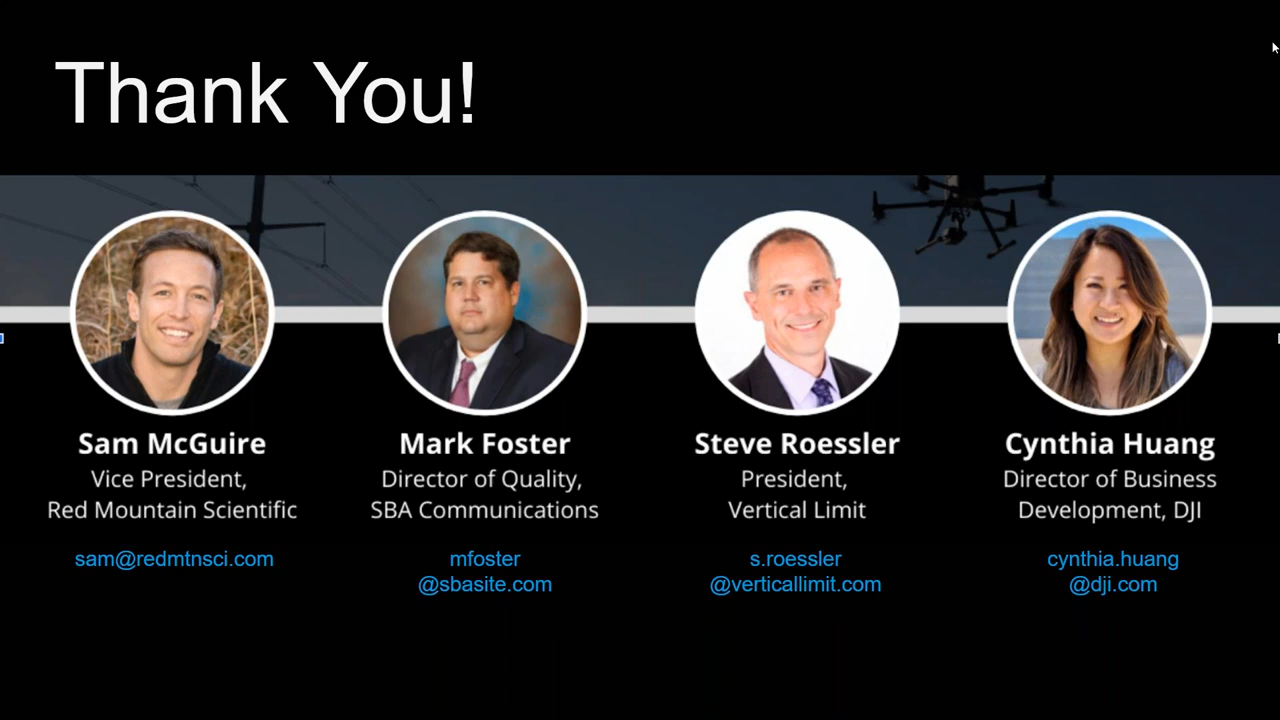 Thank You!
Sam McGuire
Vice President,
Red Mountain Scientific
sam@redmtnsci.com
Mark Foster
Director of Quality,
SBA Communications
mfoster
@sbasite.com
Steve Roessler
President,
Vertical Limit
s.roessler
@verticallimit.com
Cynthia Huang
Director of Business
Development, DJI
cynthia.huang
@dji.com